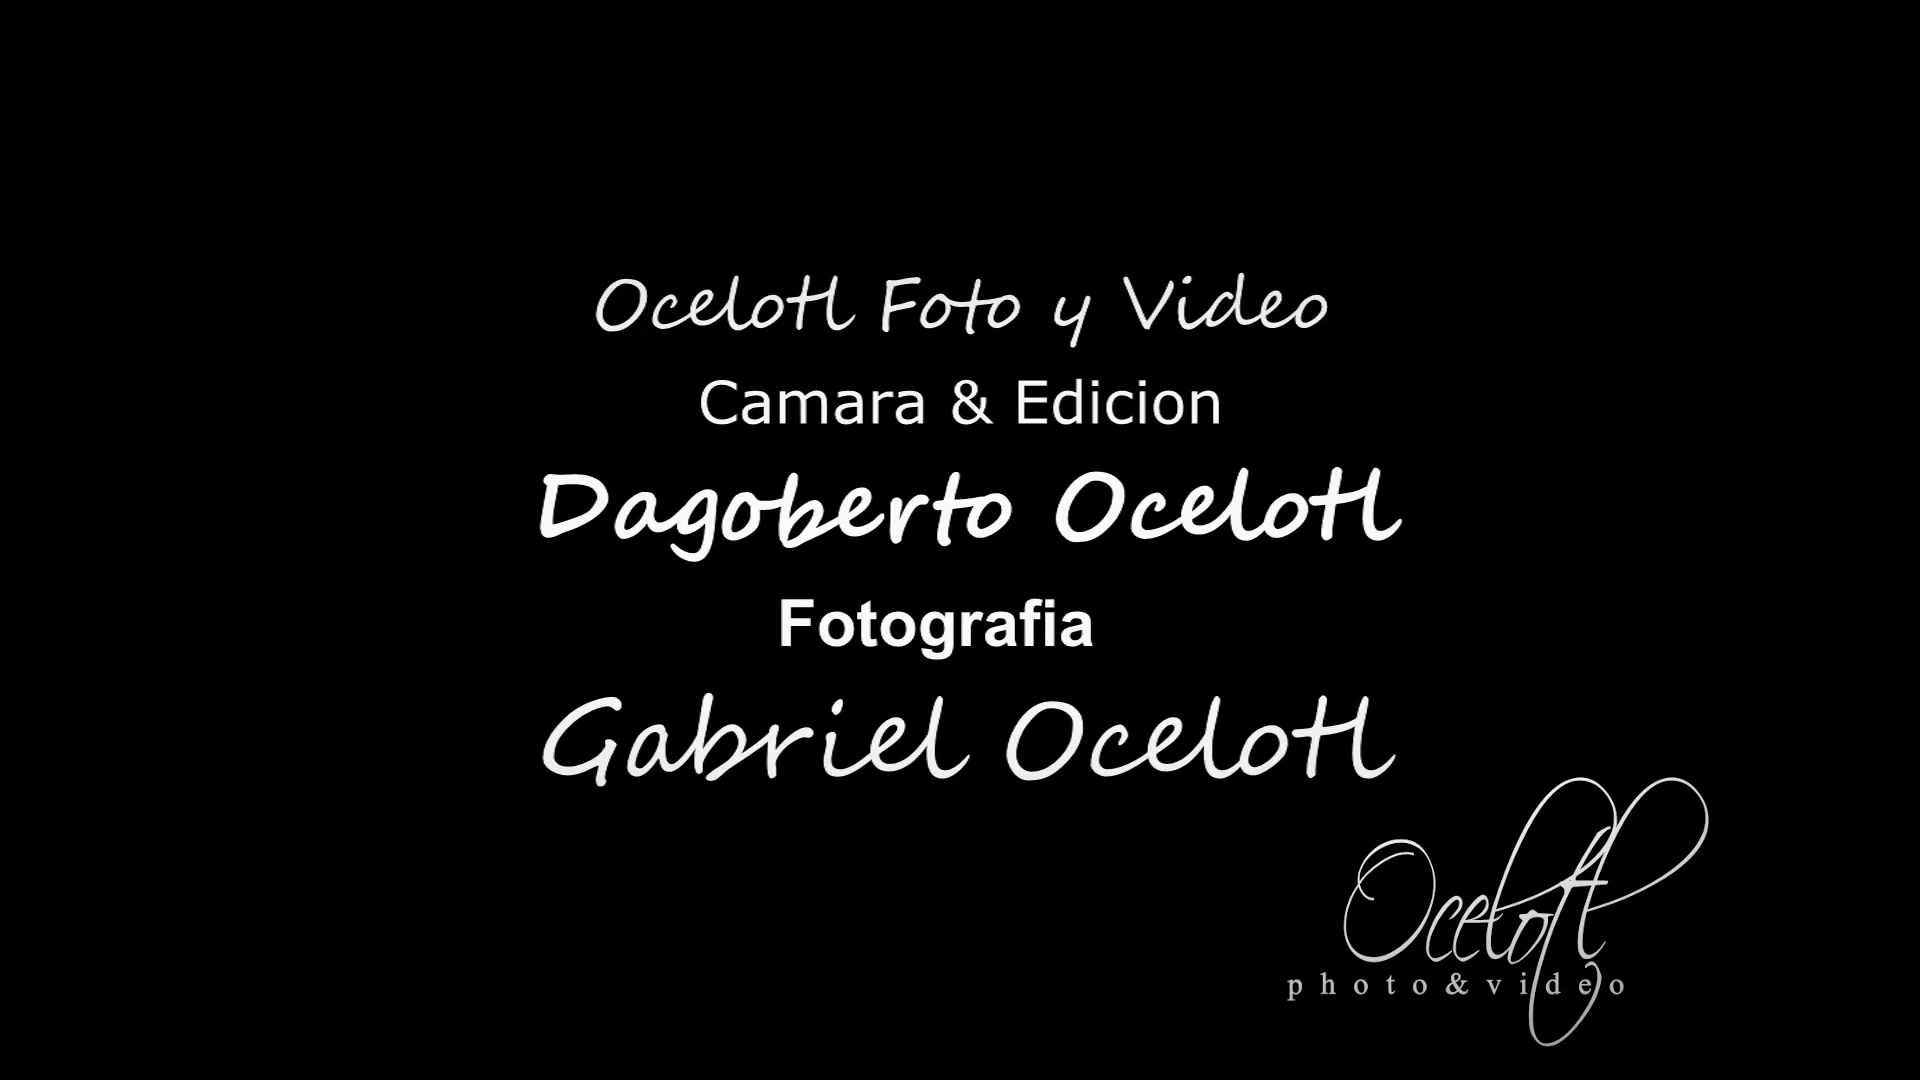 Ocelotl Foto y Video
Camara & Edicion
Dagoberto Ocelotl
Fotografia
Gabriel Ocelotl
Ocelotl
photo&video